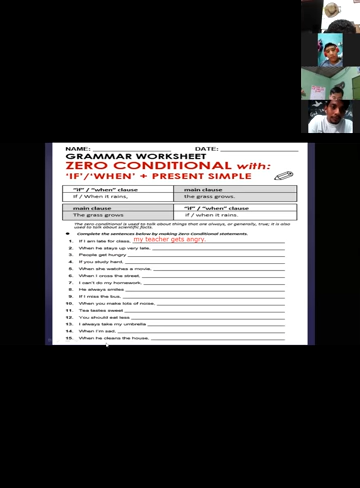 NAME: ____________ DATE: ____________
GRAMMAR WORKSHEET
ZERO CONDITIONAL with:
'IF'/'WHEN' + PRESENT SIMPLE
"IF" / "when" clause main clause
If / When it rains, the grass grows.
main clause "IF" / "when" clause
The grass grows if / when it rains.
The zero conditional is used to talk about things that are always, or generally, true; it is also
used to talk about scientific facts.
Complete the sentences below by making Zero Conditional statements.
1. If I am late for class, my teacher gets angry.
2. When he stays up very late,
3. People get hungry
4. If you study hard,
5. When she watches a movie,
6. When I cross the street,
7. I can't do my homework,
8. He always smiles
9. If I miss the bus,
10. When you make lots of noise,
11. Tea tastes sweet
12. You should eat less
13. I always take my umbrella
14. When I'm sad,
15. When he cleans the house,